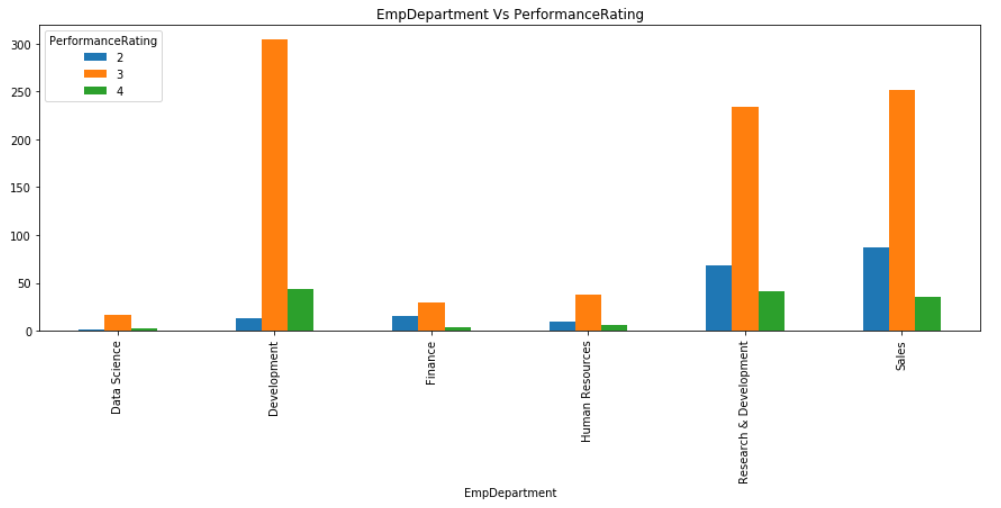 EmpDepartment Vs PerformanceRating
PerformanceRating
2
3
4
300
250
200
150
100
50
0
Data Science
Development
Finance
Human Resources
Research & Development
Sales
EmpDepartment